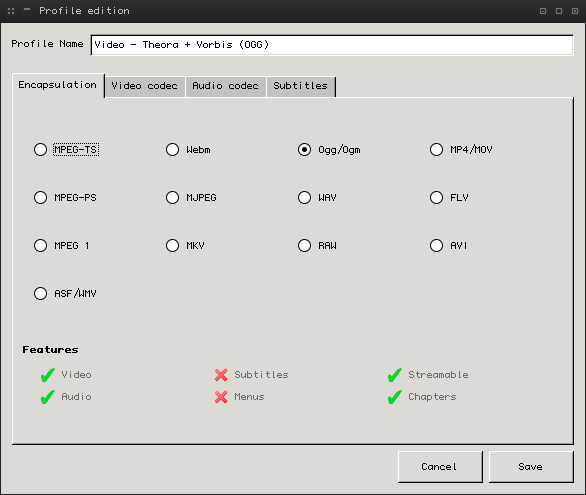 Profile edition
Profile Name Video - Theora + Vorbis (OGG)
Encapsulation Video codec Audio codec Subtitles
MPEG-TS Webm Ogg/Ogm MP4/MOV
MPEG-PS MJPEG WAV FLV
MPEG 1 MKV RAW AVI
ASF/WMV
Features
Video Subtitles Streamable
Audio Menus Chapters
Cancel Save